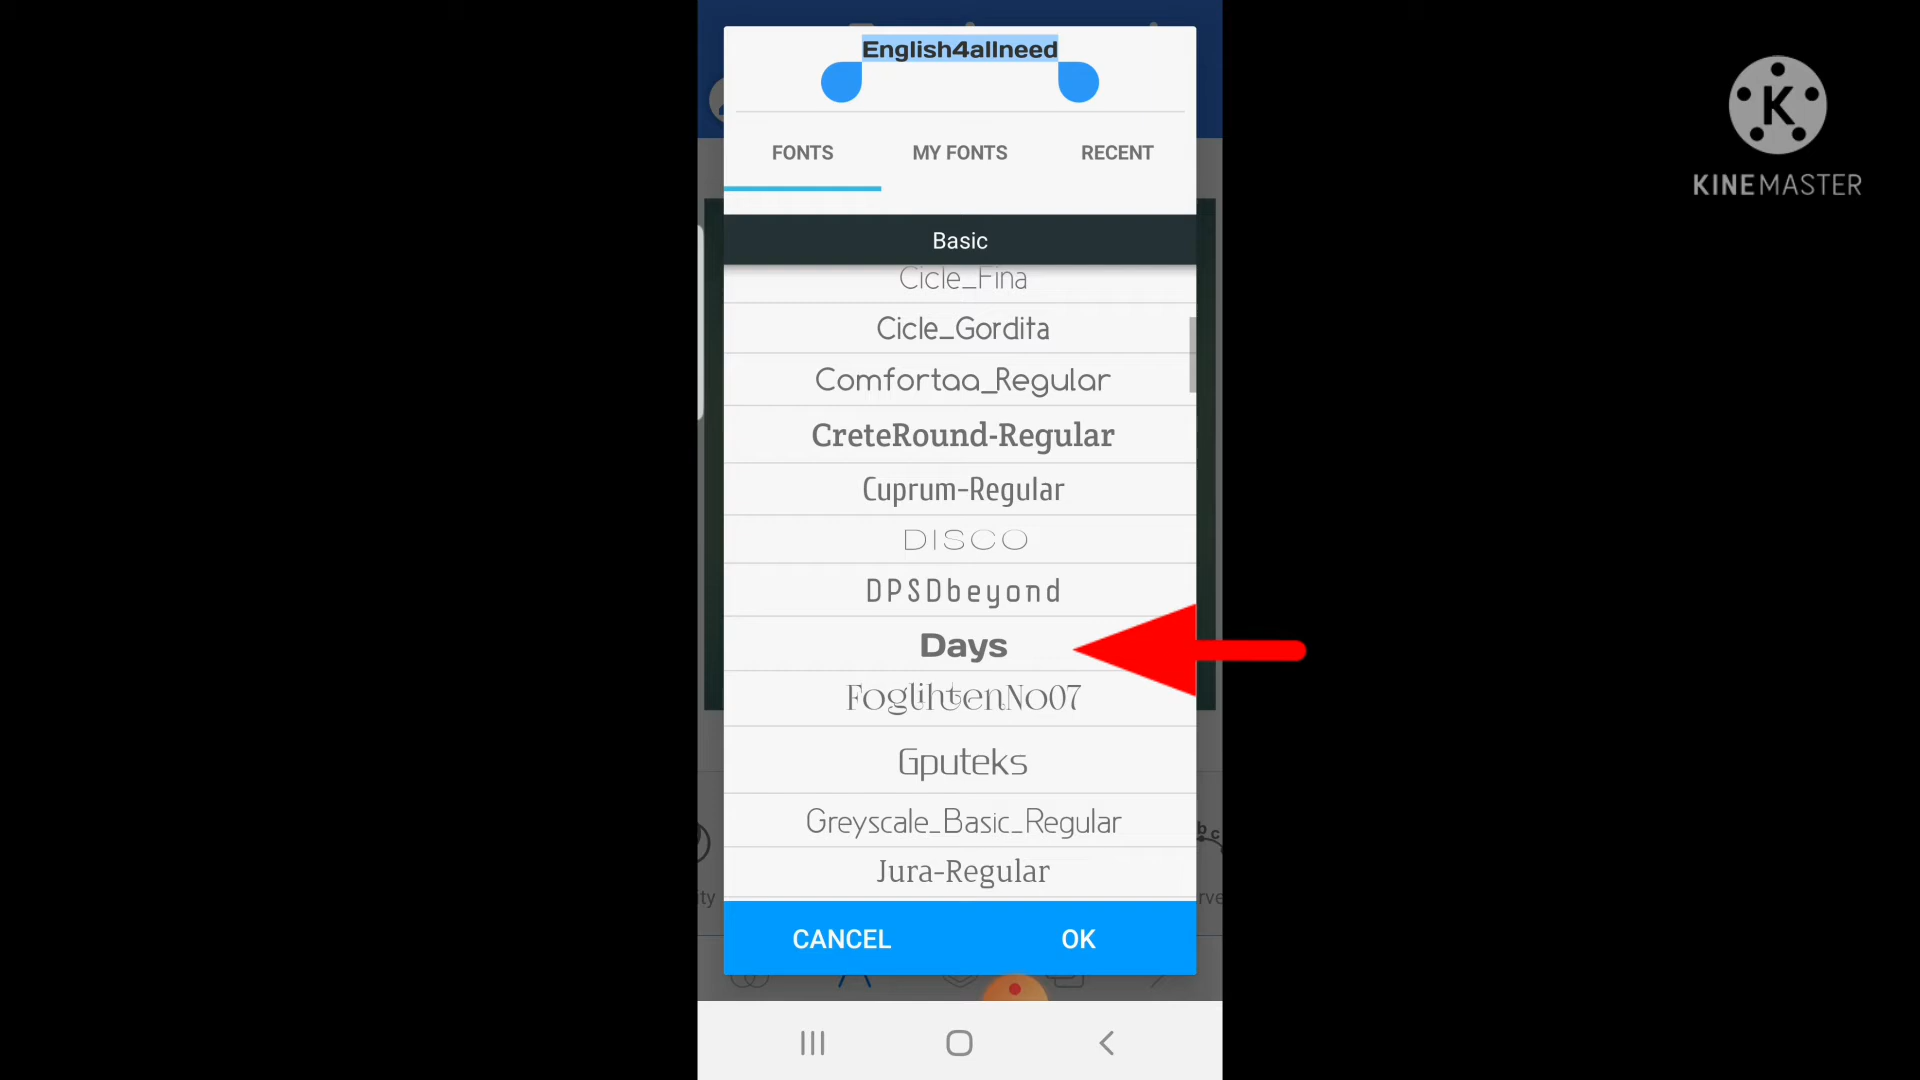 English4allneed
FONTS MY FONTS RECENT
Basic
Cicle_Fina
Cicle_Gordita
Comfortaa_Regular
CreteRound-Regular
Cuprum-Regular
DISCO
DPSDbeyond
Days
FoglihtenNo07
Gputeks
Greyscale_Basic_Regular
Jura-Regular
CANCEL OK
K
KINEMASTER